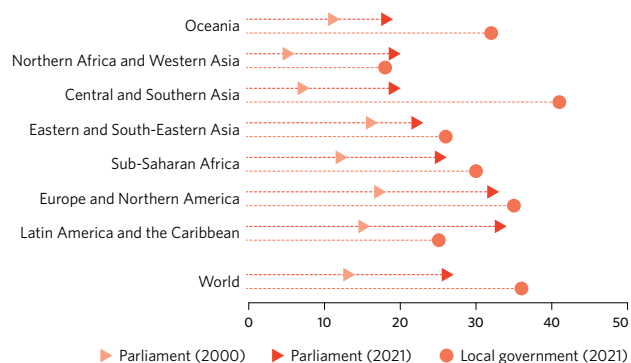 Oceania
Northern Africa and Western Asia
Central and Southern Asia
Eastern and South-Eastern Asia
Sub-Saharan Africa
Europe and Northern America
Latin America and the Caribbean
World
0 10 20 30 40 50
Parliament (2000) Parliament (2021) Local government (2021)